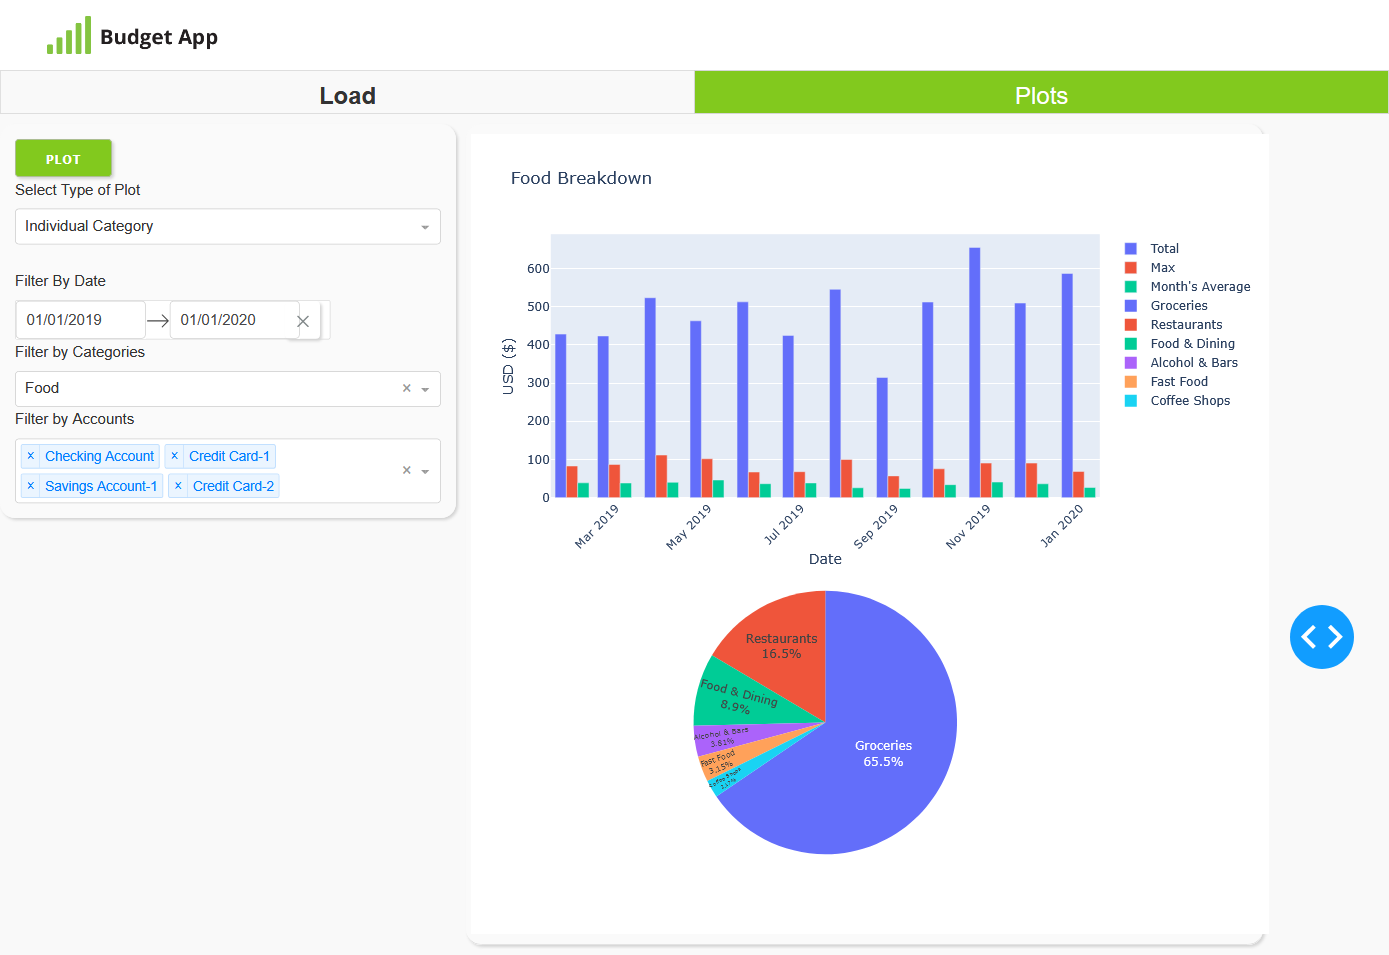 Budget App
Load
Plots
PLOT
Select Type of Plot
Individual Category
Filter By Date
01/01/2019
01/01/2020
Filter by Categories
Food
Filter by Accounts
× Checking Account
× Credit Card-1
× Savings Account-1
× Credit Card-2
Food Breakdown
USD ($)
600
500
400
300
200
100
0
Mar 2019
May 2019
Jul 2019
Sep 2019
Nov 2019
Jan 2020
Date
Total
Max
Month's Average
Groceries
Restaurants
Food & Dining
Alcohol & Bars
Fast Food
Coffee Shops
Restaurants
16.5%
Food & Dining
8.9%
Alcohol & Bars
3.81%
Fast Food
3.15%
Coffee Shops
Groceries
65.5%